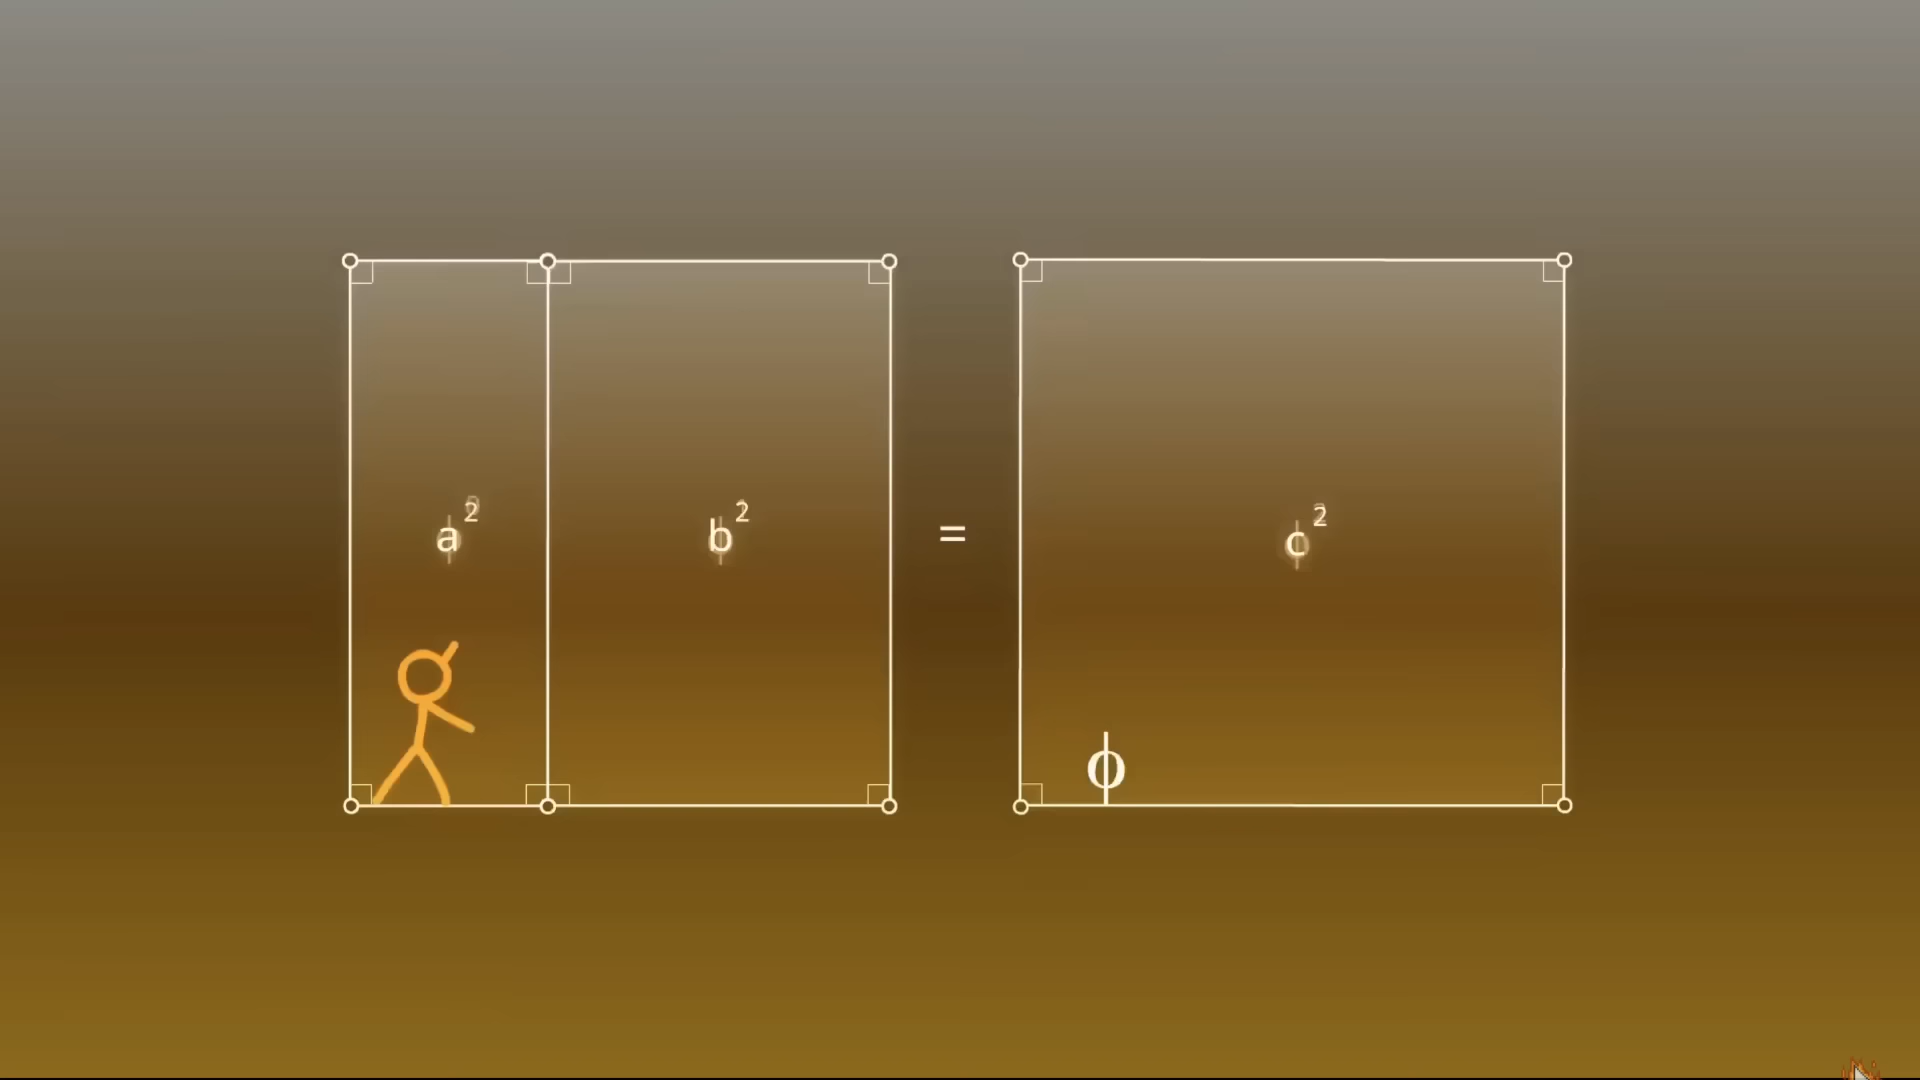 a² b² = c²
ϕ